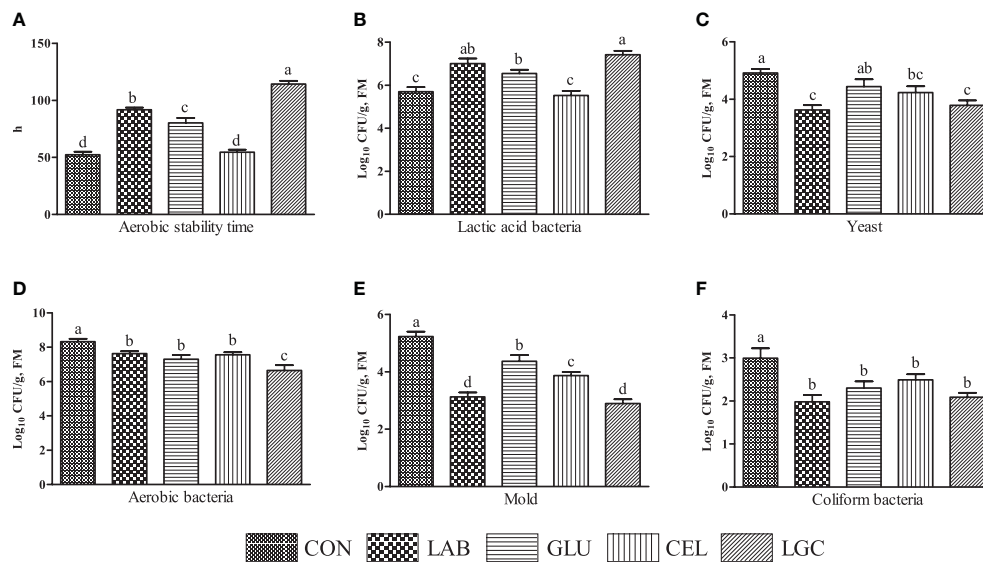 A
150
100
50
0
h
d
b
c
d
a
Aerobic stability time
B
8
6
4
2
0
Log10 CFU/g, FM
c
ab
b
c
a
Lactic acid bacteria
C
6
4
2
0
Log10 CFU/g, FM
a
c
ab
bc
c
Yeast
D
10
8
6
4
2
0
Log10 CFU/g, FM
a
b
b
b
c
Aerobic bacteria
E
6
4
2
0
Log10 CFU/g, FM
a
d
b
c
d
Mold
F
4
3
2
1
0
Log10 CFU/g, FM
a
b
b
b
b
Coliform bacteria
CON LAB GLU CEL LGC